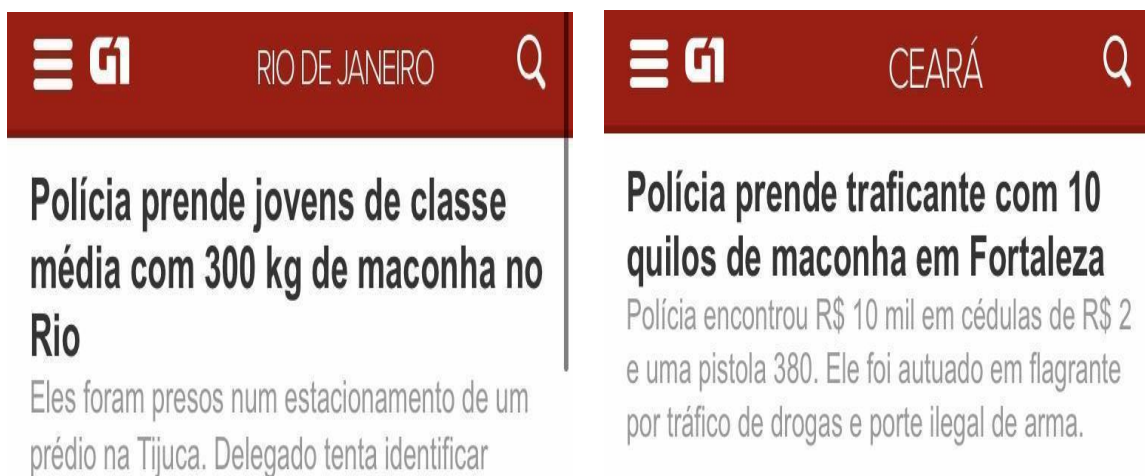 G1
RIO DE JANEIRO
Polícia prende jovens de classe
média com 300 kg de maconha no
Rio
Eles foram presos num estacionamento de um
prédio na Tijuca. Delegado tenta identificar
G1
CEARÁ
Polícia prende traficante com 10
quilos de maconha em Fortaleza
Polícia encontrou R$ 10 mil em cédulas de R$ 2
e uma pistola 380. Ele foi autuado em flagrante
por tráfico de drogas e porte ilegal de arma.